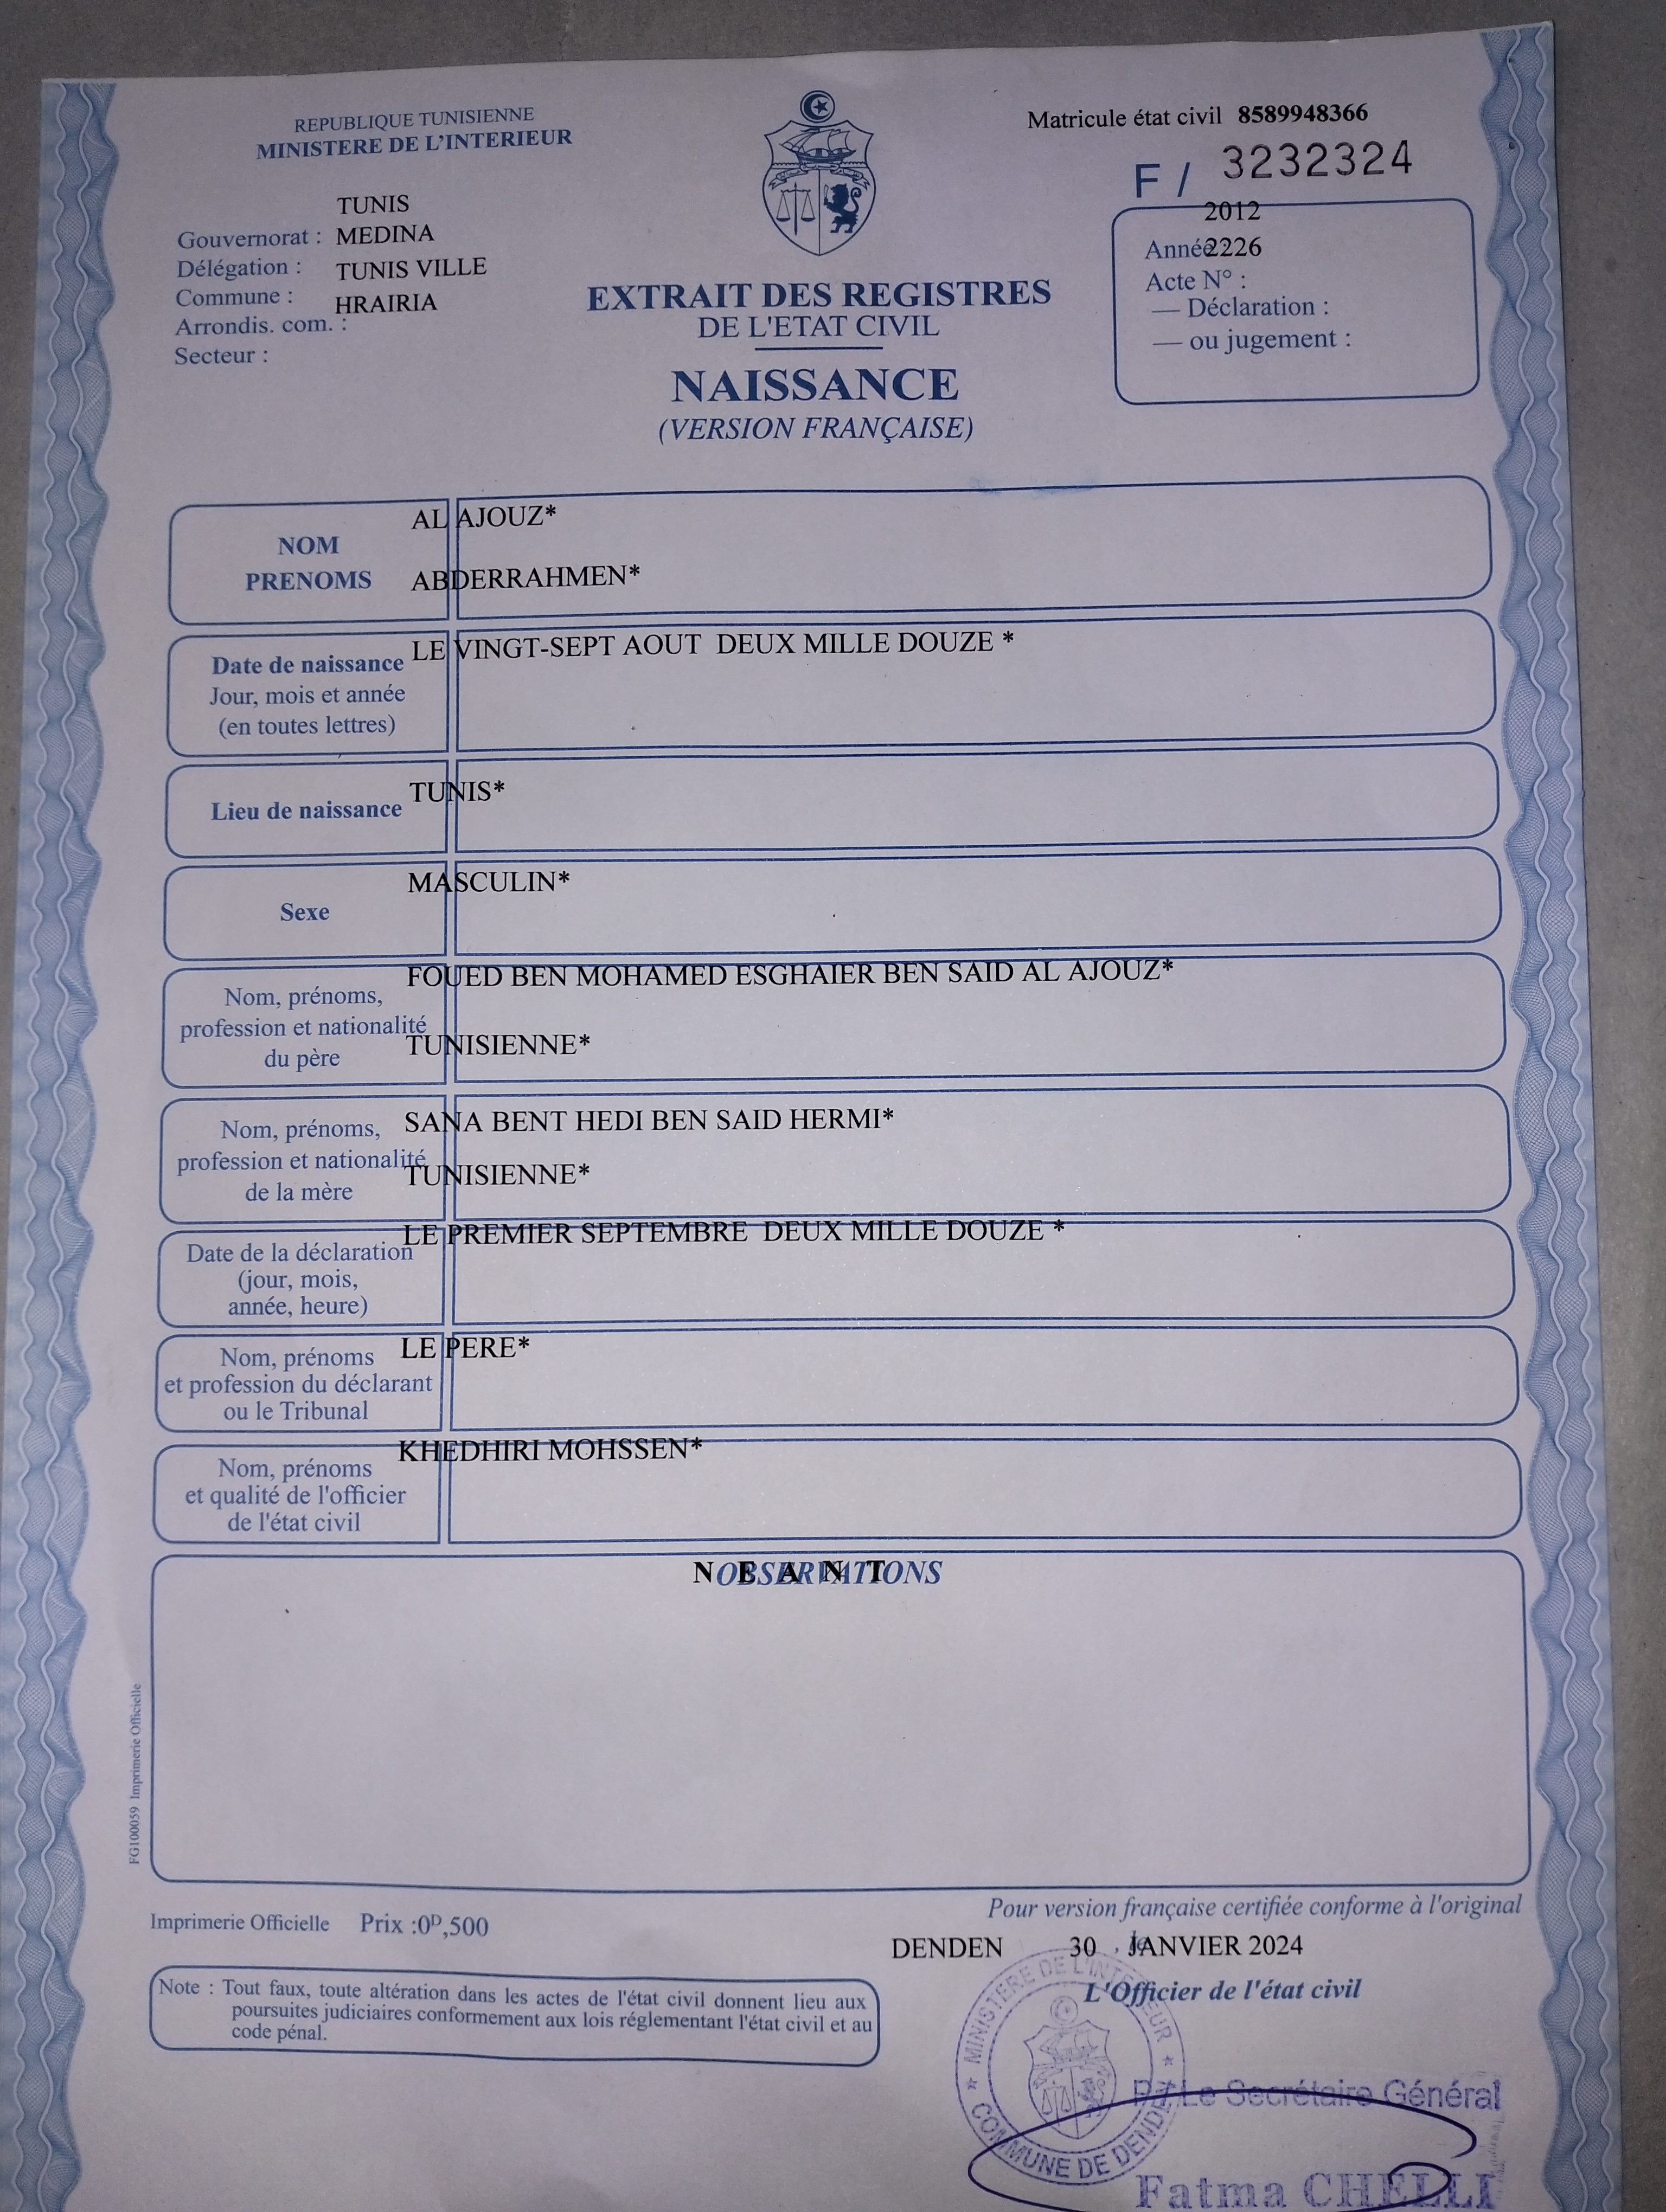 REPUBLIQUE TUNISIENNE
MINISTERE DE L'INTERIEUR
Matricule état civil 8589948366
F / 3232324
TUNIS
Gouvernorat : MEDINA
Délégation : TUNIS VILLE
Commune : HRAIRIA
Arrondis. com. :
Secteur :
2012
Année : 2226
Acte N° :
— Déclaration :
— ou jugement :
EXTRAIT DES REGISTRES
DE L'ETAT CIVIL
NAISSANCE
(VERSION FRANÇAISE)
AL AJOUZ*
NOM
PRENOMS ABDERRAHMEN*
LE VINGT-SEPT AOUT DEUX MILLE DOUZE *
Date de naissance
Jour, mois et année
(en toutes lettres)
TUNIS*
Lieu de naissance
MASCULIN*
Sexe
FOUED BEN MOHAMED ESGHAIER BEN SAID AL AJOUZ*
Nom, prénoms,
profession et nationalité
du père
TUNISIENNE*
SANA BENT HEDI BEN SAID HERMI*
Nom, prénoms,
profession et nationalité
de la mère
TUNISIENNE*
LE PREMIER SEPTEMBRE DEUX MILLE DOUZE *
Date de la déclaration
(jour, mois,
année, heure)
LE PERE*
Nom, prénoms
et profession du déclarant
ou le Tribunal
KHEDHIRI MOHSSEN*
Nom, prénoms
et qualité de l'officier
de l'état civil
OBSERVATIONS
N E A N T
FG100059 Imprimerie Officielle
Imprimerie Officielle Prix :0ᴰ,500
Pour version française certifiée conforme à l'original
DENDEN 30 , le JANVIER 2024
L'Officier de l'état civil
Note : Tout faux, toute altération dans les actes de l'état civil donnent lieu aux
poursuites judiciaires conformement aux lois réglementant l'état civil et au
code pénal.
MINISTERE DE L'INTERIEUR
COMMUNE DE DENDEN
Le Secrétaire Général
Fatma CHELLI